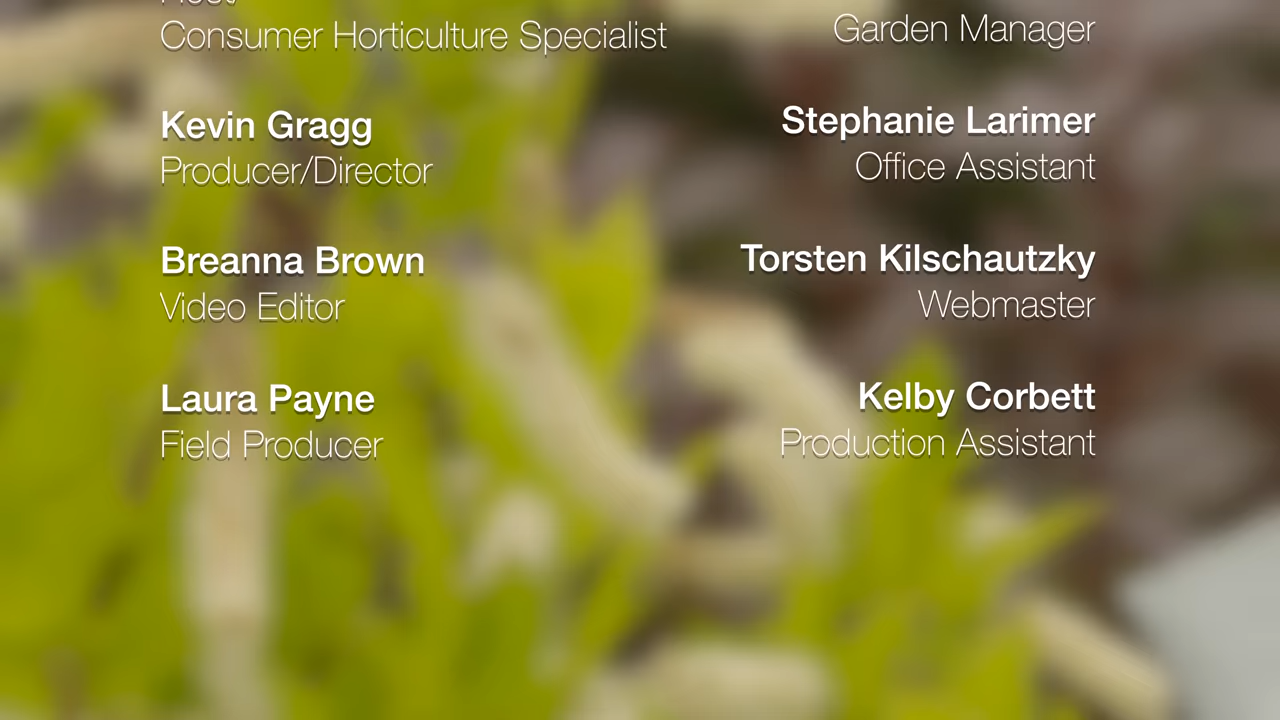 Consumer Horticulture Specialist
Kevin Gragg
Producer/Director
Breanna Brown
Video Editor
Laura Payne
Field Producer
Garden Manager
Stephanie Larimer
Office Assistant
Torsten Kilschautzky
Webmaster
Kelby Corbett
Production Assistant